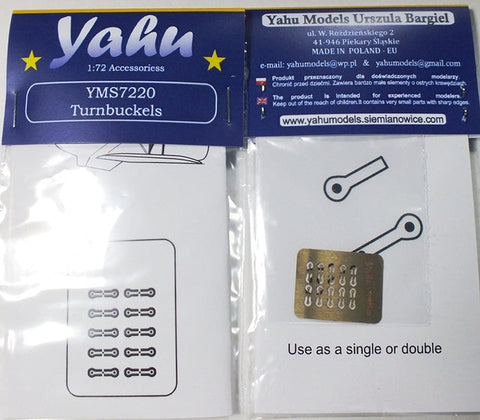 Yahu
1:72 Accessoriess
YMS7220
Turnbuckels
Yahu Models Urszula Bargiel
ul. W. Roździeńskiego 2
41-946 Piekary Śląskie
MADE IN POLAND - EU
e-mail: yahumodels@wp.pl & yahumodels@gmail.com
Produkt przeznaczony dla doświadczonych modelarzy.
Chronić przed dziećmi. Zawiera bardzo małe elementy o ostrych krawędziach.
The product is intended for experienced modelers.
Keep out of the reach of children.It contains very small parts with sharp edges.
www.yahumodels.siemianowice.com
Use as a single or double